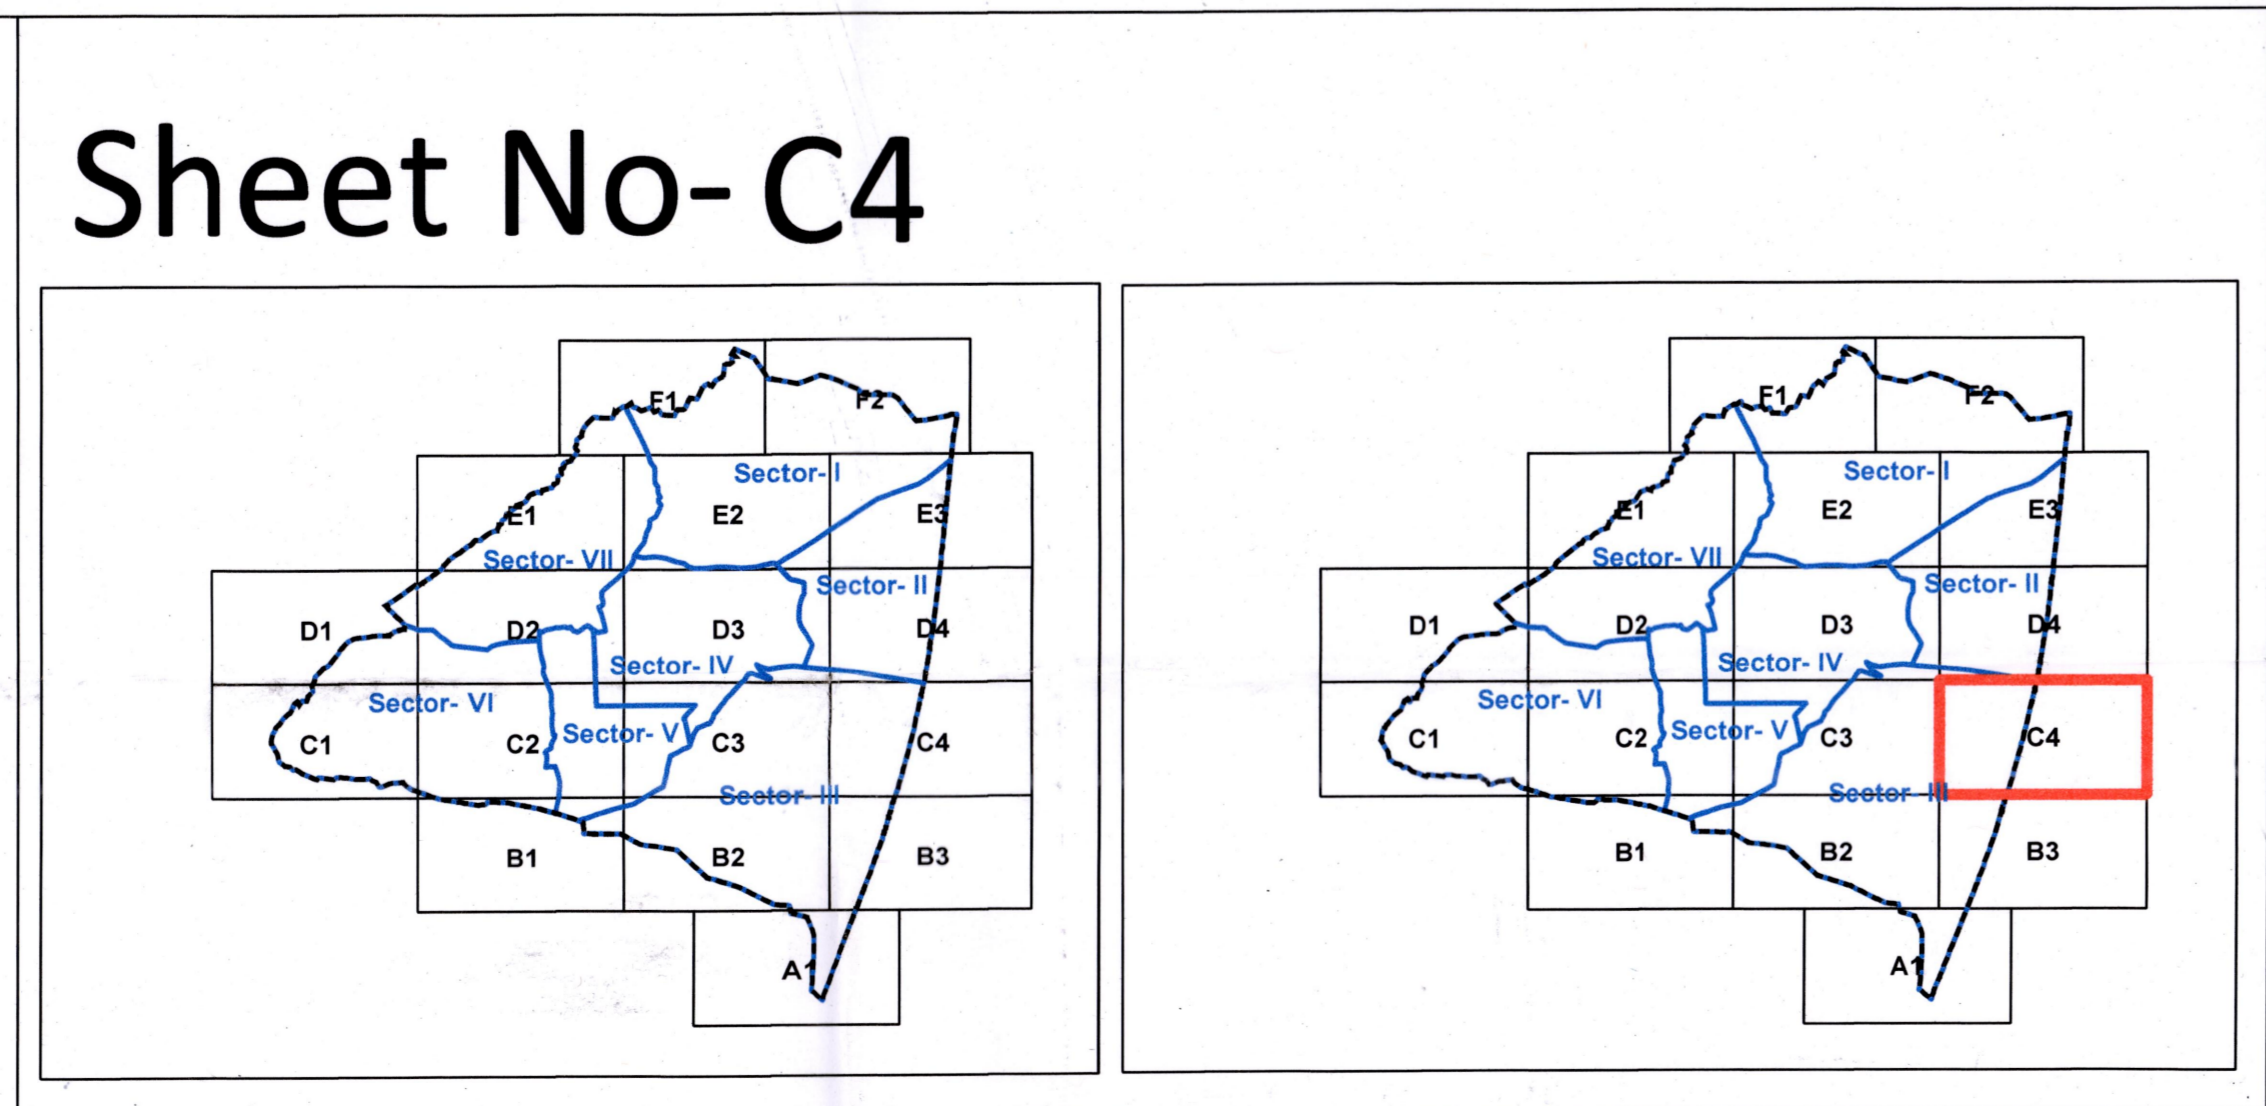 Sheet No- C4
F1 F2
Sector- I
E1 E2 E3
Sector- VII
Sector- II
D1 D2 D3 D4
Sector- IV
Sector- VI
Sector- V
C1 C2 C3 C4
Sector- III
B1 B2 B3
A1
F1 F2
Sector- I
E1 E2 E3
Sector- VII
Sector- II
D1 D2 D3 D4
Sector- IV
Sector- VI
Sector- V
C1 C2 C3 C4
Sector- III
B1 B2 B3
A1